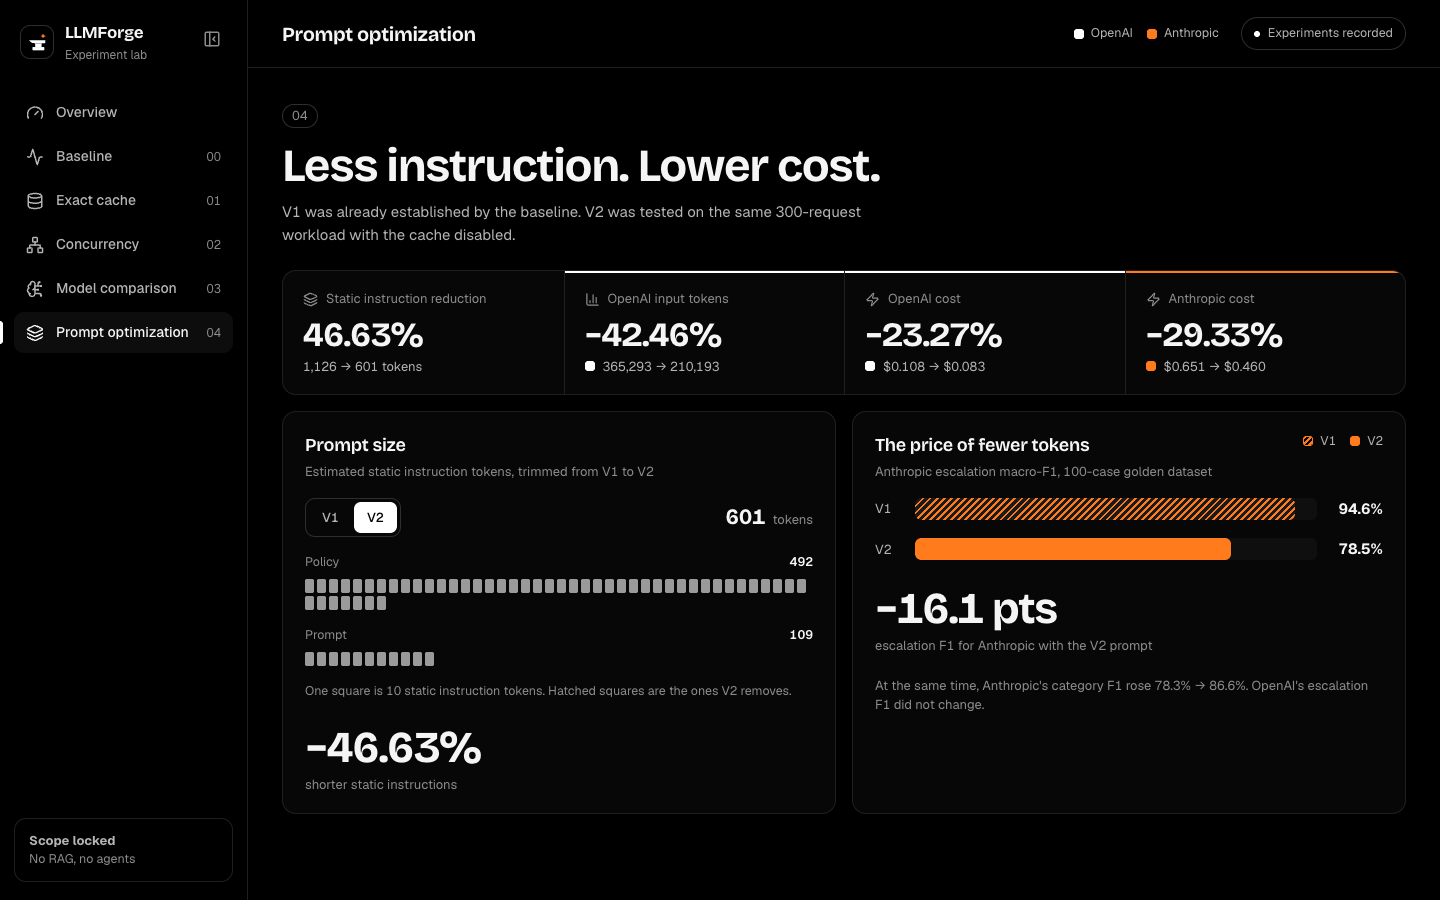 LLMForge
Experiment lab
Overview
Baseline 00
Exact cache 01
Concurrency 02
Model comparison 03
Prompt optimization 04
Scope locked
No RAG, no agents
Prompt optimization
OpenAI
Anthropic
Experiments recorded
04
Less instruction. Lower cost.
V1 was already established by the baseline. V2 was tested on the same 300-request
workload with the cache disabled.
Static instruction reduction
46.63%
1,126 → 601 tokens
OpenAI input tokens
−42.46%
365,293 → 210,193
OpenAI cost
−23.27%
$0.108 → $0.083
Anthropic cost
−29.33%
$0.651 → $0.460
Prompt size
Estimated static instruction tokens, trimmed from V1 to V2
V1 V2
601 tokens
Policy 492
Prompt 109
One square is 10 static instruction tokens. Hatched squares are the ones V2 removes.
−46.63%
shorter static instructions
The price of fewer tokens
V1 V2
Anthropic escalation macro-F1, 100-case golden dataset
V1 94.6%
V2 78.5%
−16.1 pts
escalation F1 for Anthropic with the V2 prompt
At the same time, Anthropic's category F1 rose 78.3% → 86.6%. OpenAI's escalation
F1 did not change.